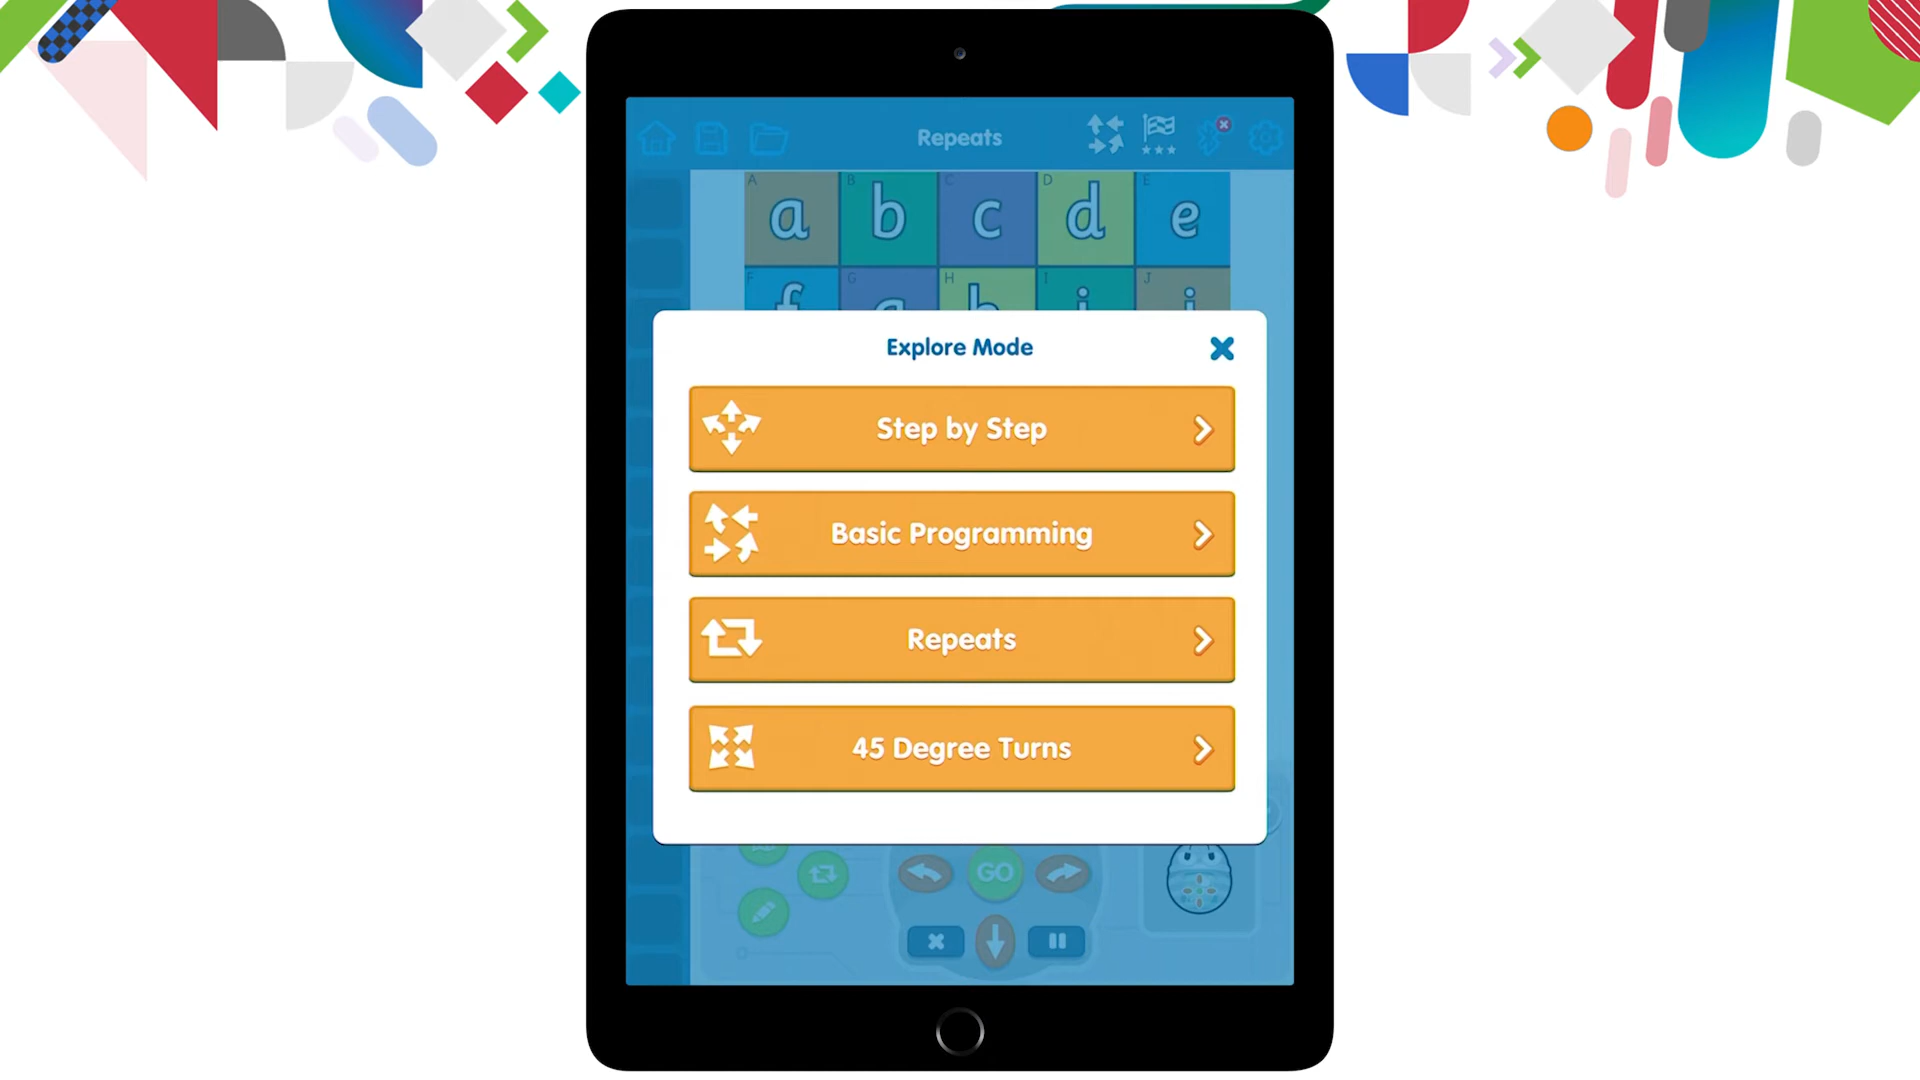 Repeats
A B C D E
a b c d e
F G H I J
f g h i j
Explore Mode
Step by Step
Basic Programming
Repeats
45 Degree Turns
GO